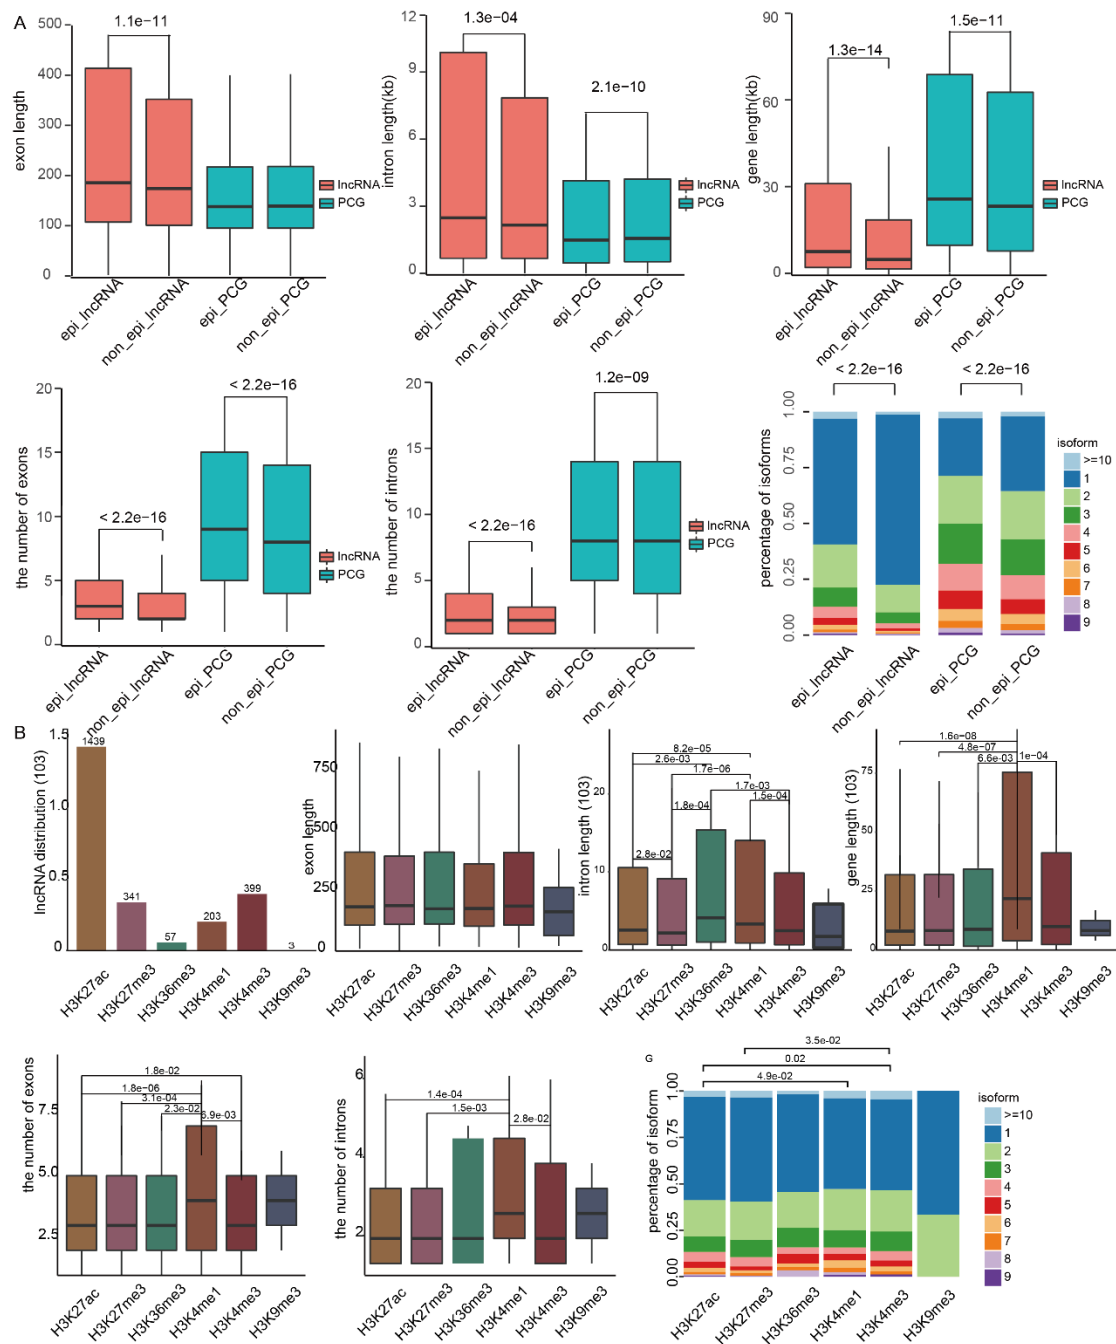 A
500
400
300
200
100
0
exon length
1.1e−11
lncRNA
PCG
epi_lncRNA
non_epi_lncRNA
epi_PCG
non_epi_PCG
12
9
6
3
0
intron length(kb)
1.3e−04
2.1e−10
lncRNA
PCG
epi_lncRNA
non_epi_lncRNA
epi_PCG
non_epi_PCG
90
60
30
0
gene length(kb)
1.3e−14
1.5e−11
lncRNA
PCG
epi_lncRNA
non_epi_lncRNA
epi_PCG
non_epi_PCG
20
15
10
5
0
the number of exons
< 2.2e−16
< 2.2e−16
lncRNA
PCG
epi_lncRNA
non_epi_lncRNA
epi_PCG
non_epi_PCG
20
15
10
5
0
the number of introns
< 2.2e−16
1.2e−09
lncRNA
PCG
epi_lncRNA
non_epi_lncRNA
epi_PCG
non_epi_PCG
1.00
0.75
0.50
0.25
0.00
percentage of isoforms
< 2.2e−16
< 2.2e−16
isoform
>=10
1
2
3
4
5
6
7
8
9
epi_lncRNA
non_epi_lncRNA
epi_PCG
non_epi_PCG
B
1.5
1.0
0.5
0
lncRNA distribution (103)
1439
341
57
203
399
3
H3K27ac
H3K27me3
H3K36me3
H3K4me1
H3K4me3
H3K9me3
750
500
250
0
exon length
H3K27ac
H3K27me3
H3K36me3
H3K4me1
H3K4me3
H3K9me3
20
10
0
intron length (103)
8.2e−05
2.6e−03
1.7e−06
1.7e−03
1.5e−04
1.8e−04
2.8e−02
H3K27ac
H3K27me3
H3K36me3
H3K4me1
H3K4me3
H3K9me3
75
50
25
0
gene length (103)
1.6e−08
4.8e−07
6.6e−03
1e−04
H3K27ac
H3K27me3
H3K36me3
H3K4me1
H3K4me3
H3K9me3
7.5
5.0
2.5
the number of exons
1.8e−02
1.8e−06
3.1e−04
2.3e−02
6.9e−03
H3K27ac
H3K27me3
H3K36me3
H3K4me1
H3K4me3
H3K9me3
6
4
2
the number of introns
1.4e−04
1.5e−03
2.8e−02
H3K27ac
H3K27me3
H3K36me3
H3K4me1
H3K4me3
H3K9me3
G
1.00
0.75
0.50
0.25
0.00
percentage of isoform
3.5e−02
0.02
4.9e−02
isoform
>=10
1
2
3
4
5
6
7
8
9
H3K27ac
H3K27me3
H3K36me3
H3K4me1
H3K4me3
H3K9me3